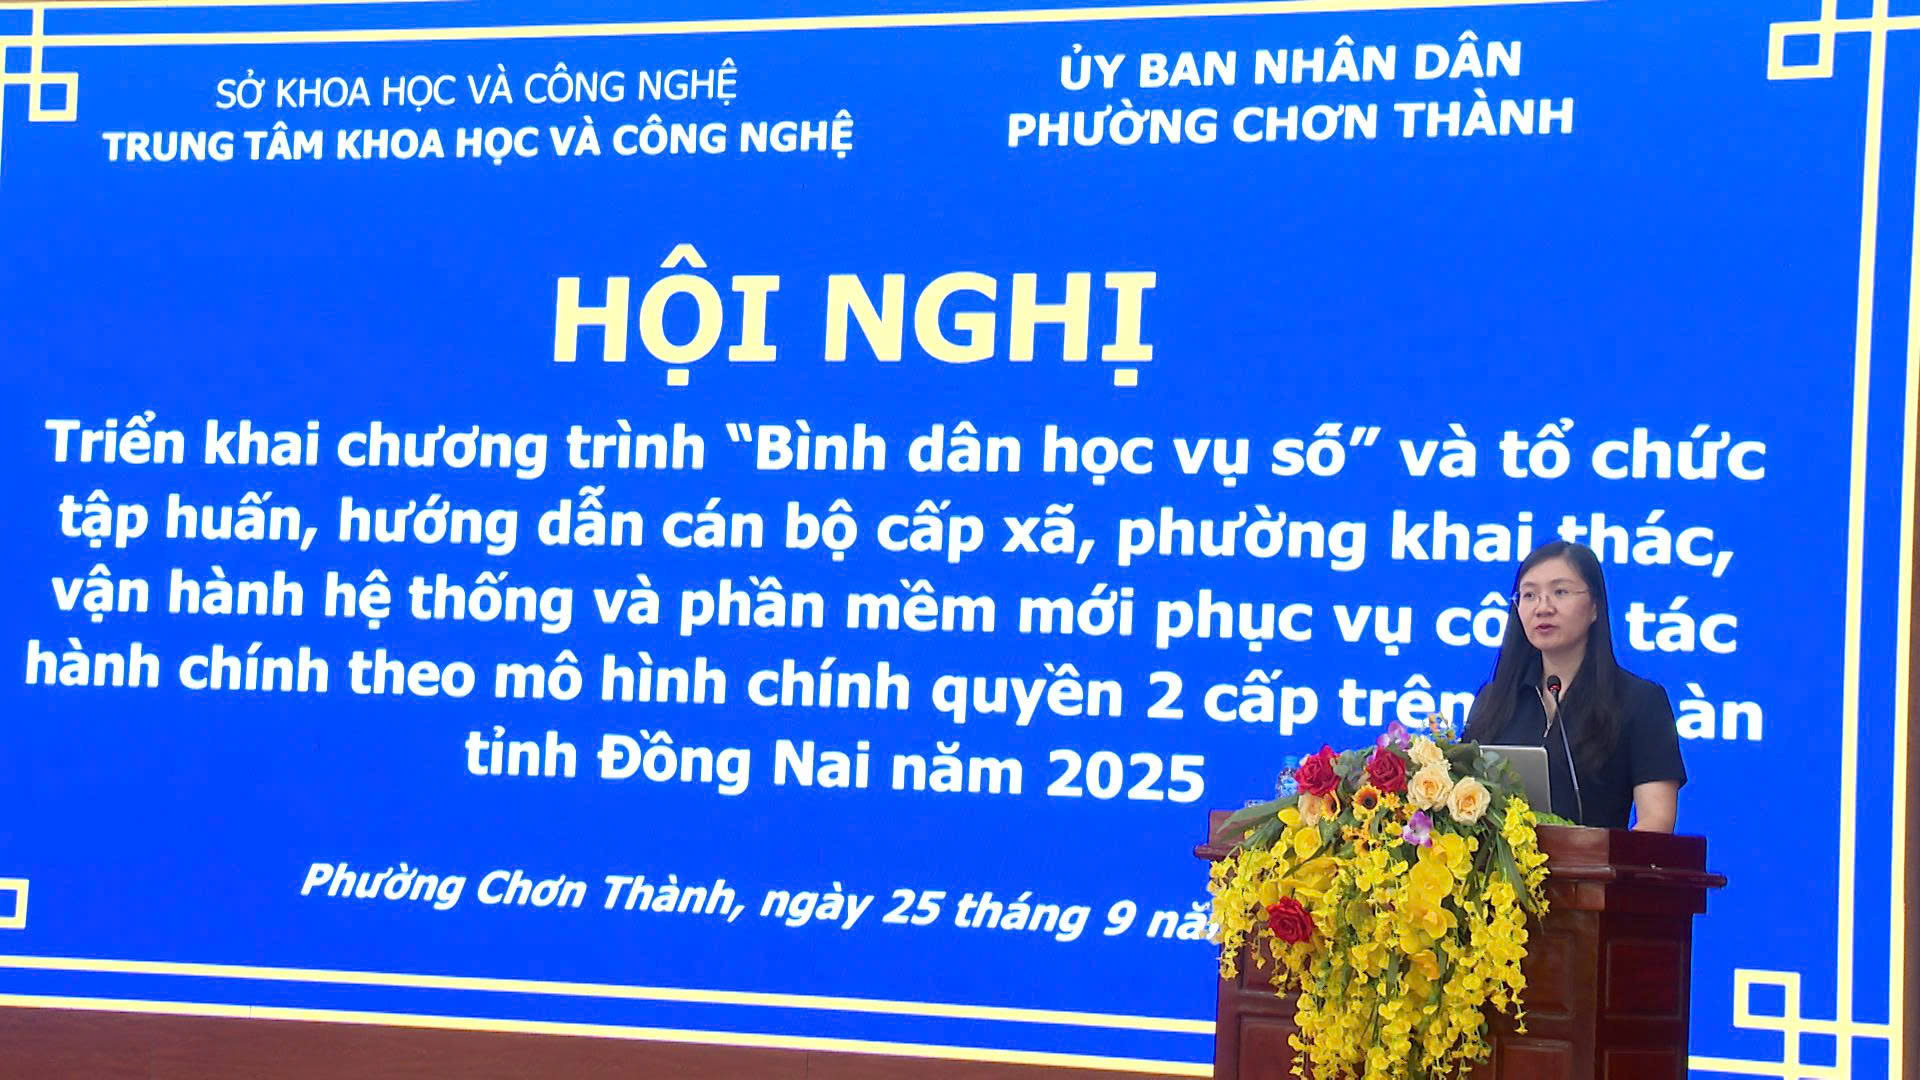 SỞ KHOA HỌC VÀ CÔNG NGHỆ
TRUNG TÂM KHOA HỌC VÀ CÔNG NGHỆ
ỦY BAN NHÂN DÂN
PHƯỜNG CHƠN THÀNH
HỘI NGHỊ
Triển khai chương trình “Bình dân học vụ số” và tổ chức
tập huấn, hướng dẫn cán bộ cấp xã, phường khai thác,
vận hành hệ thống và phần mềm mới phục vụ tác
hành chính theo mô hình chính quyền 2 cấp trên
tỉnh Đồng Nai năm 2025
Phường Chơn Thành, ngày 25 tháng 9